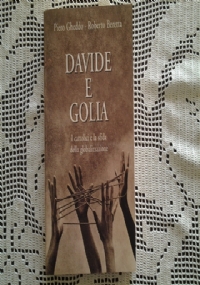 Piero Gheddo - Roberto Beretta
DAVIDE
E
GOLIA
I cattolici e la sfida
della globalizzazione